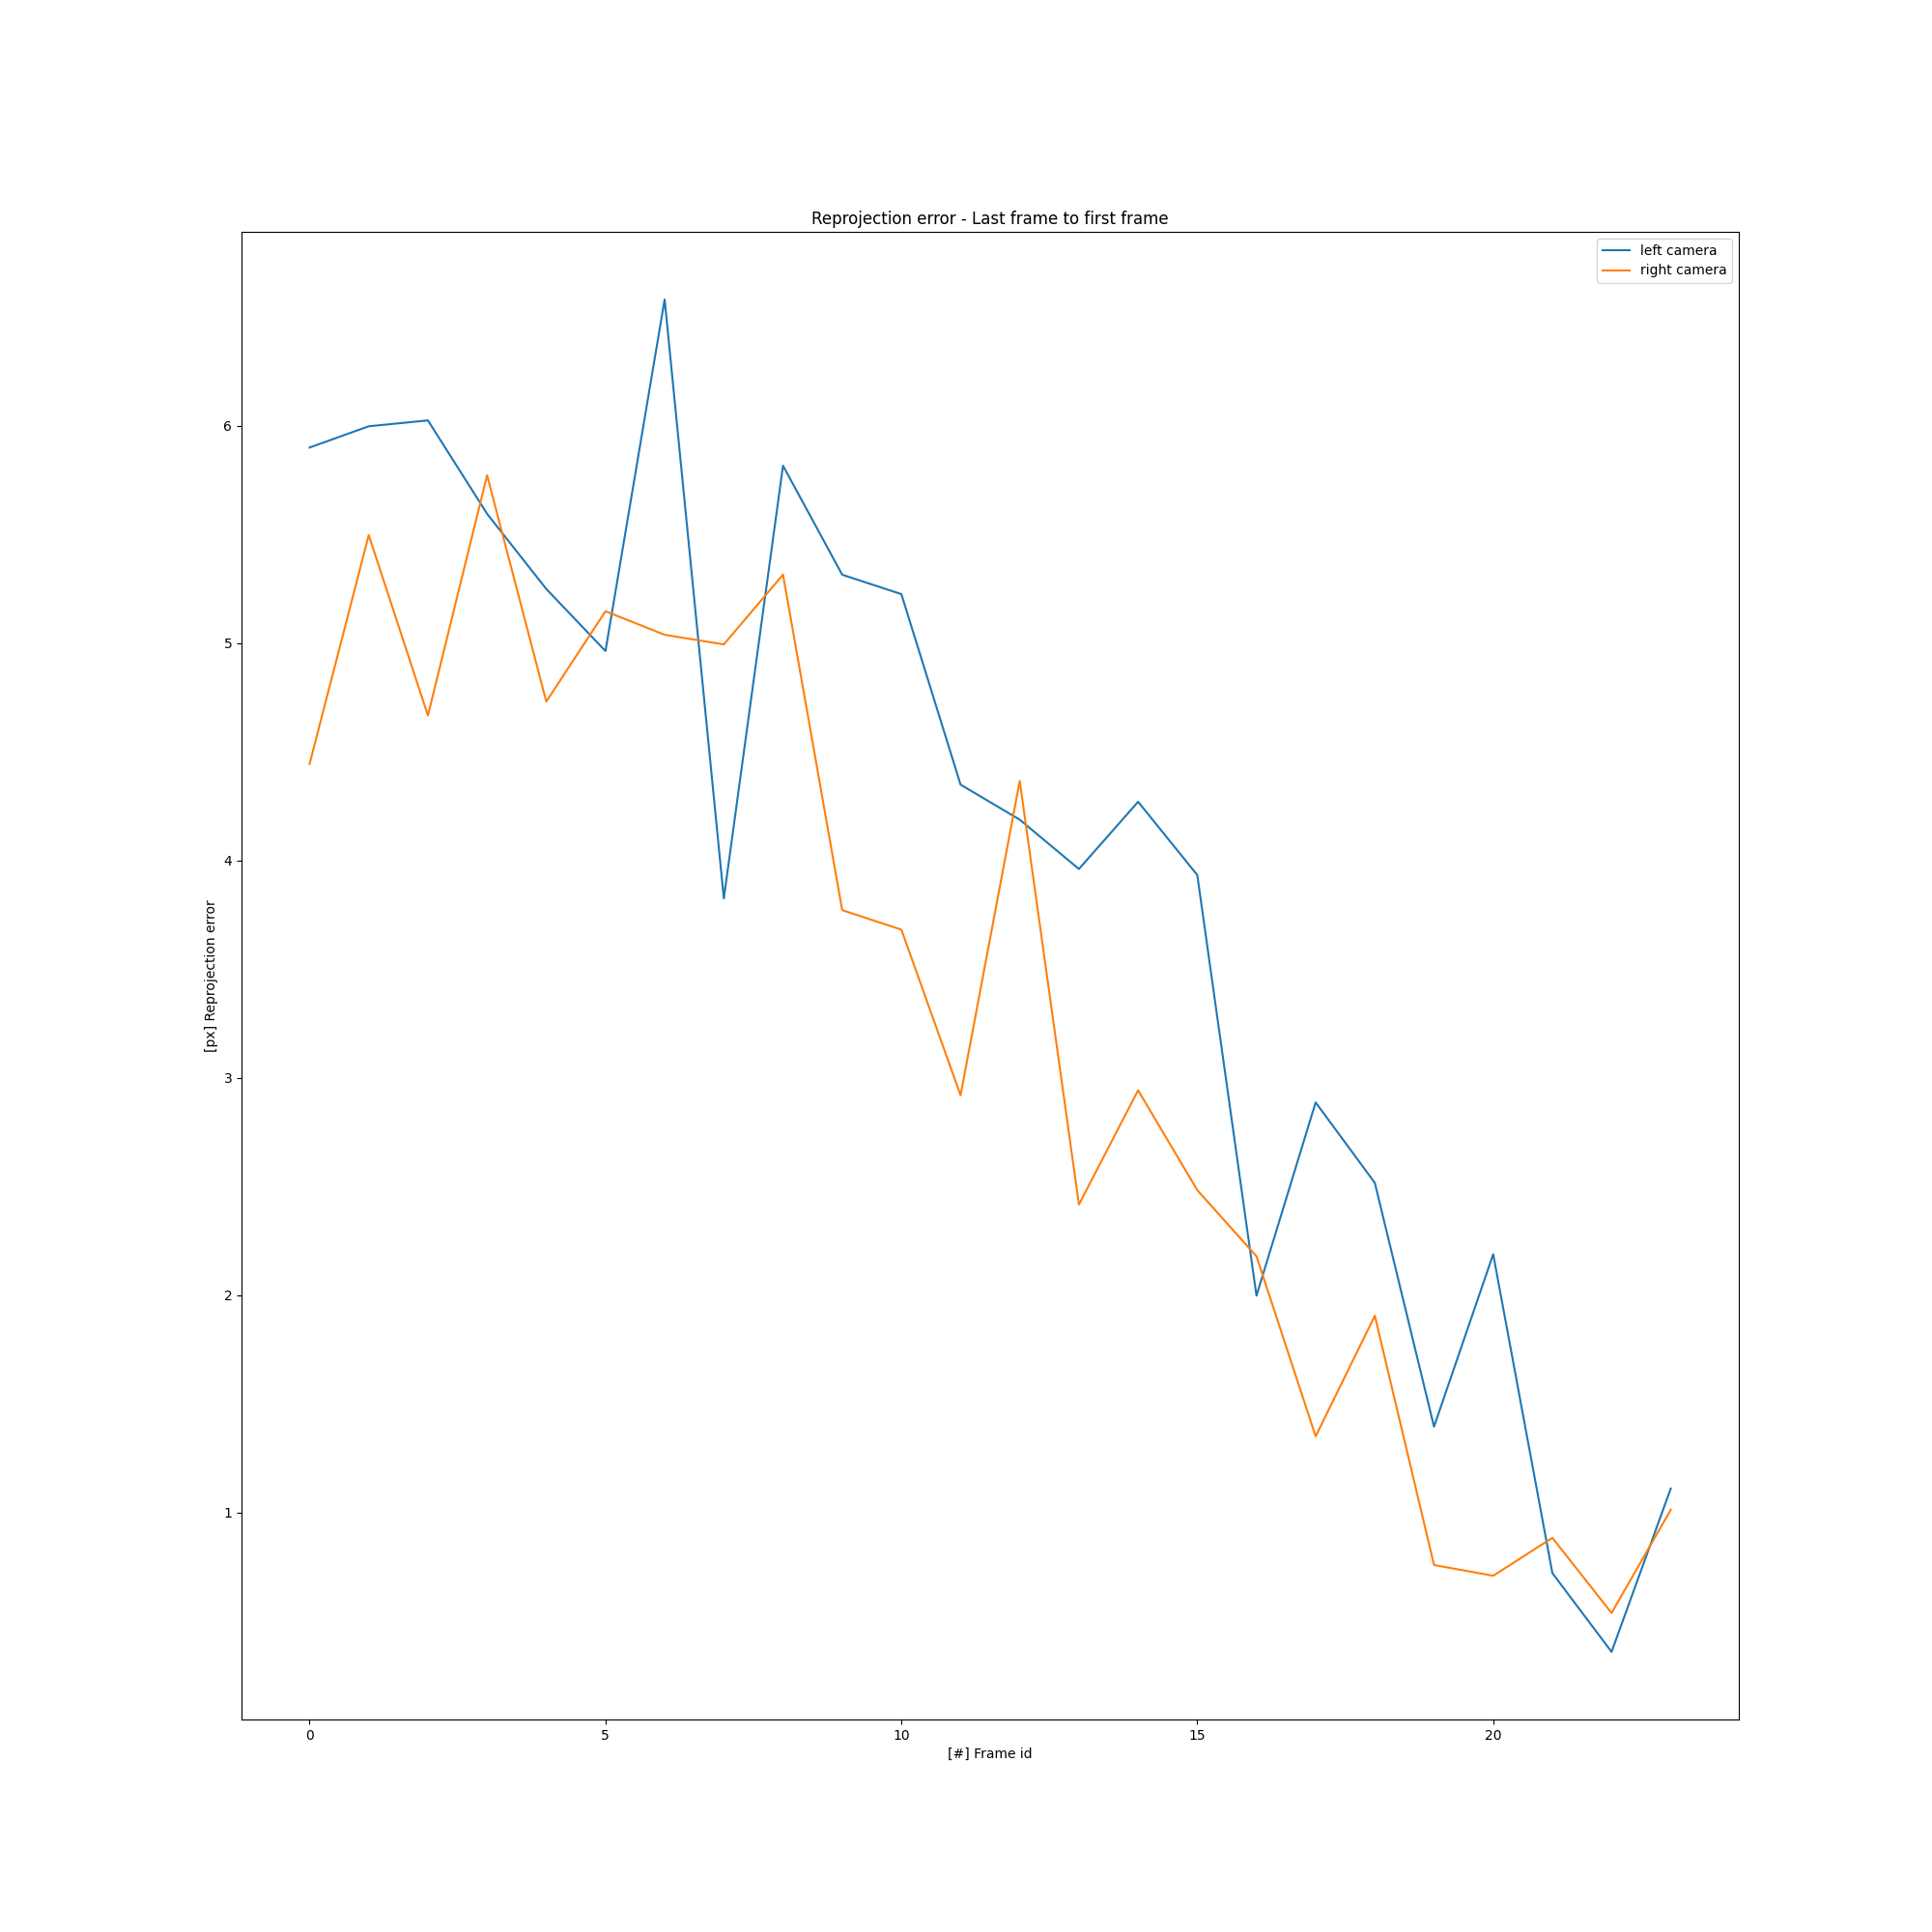 Reprojection error - Last frame to first frame
left camera
right camera
6
5
4
3
2
1
[px] Reprojection error
0 5 10 15 20
[#] Frame id